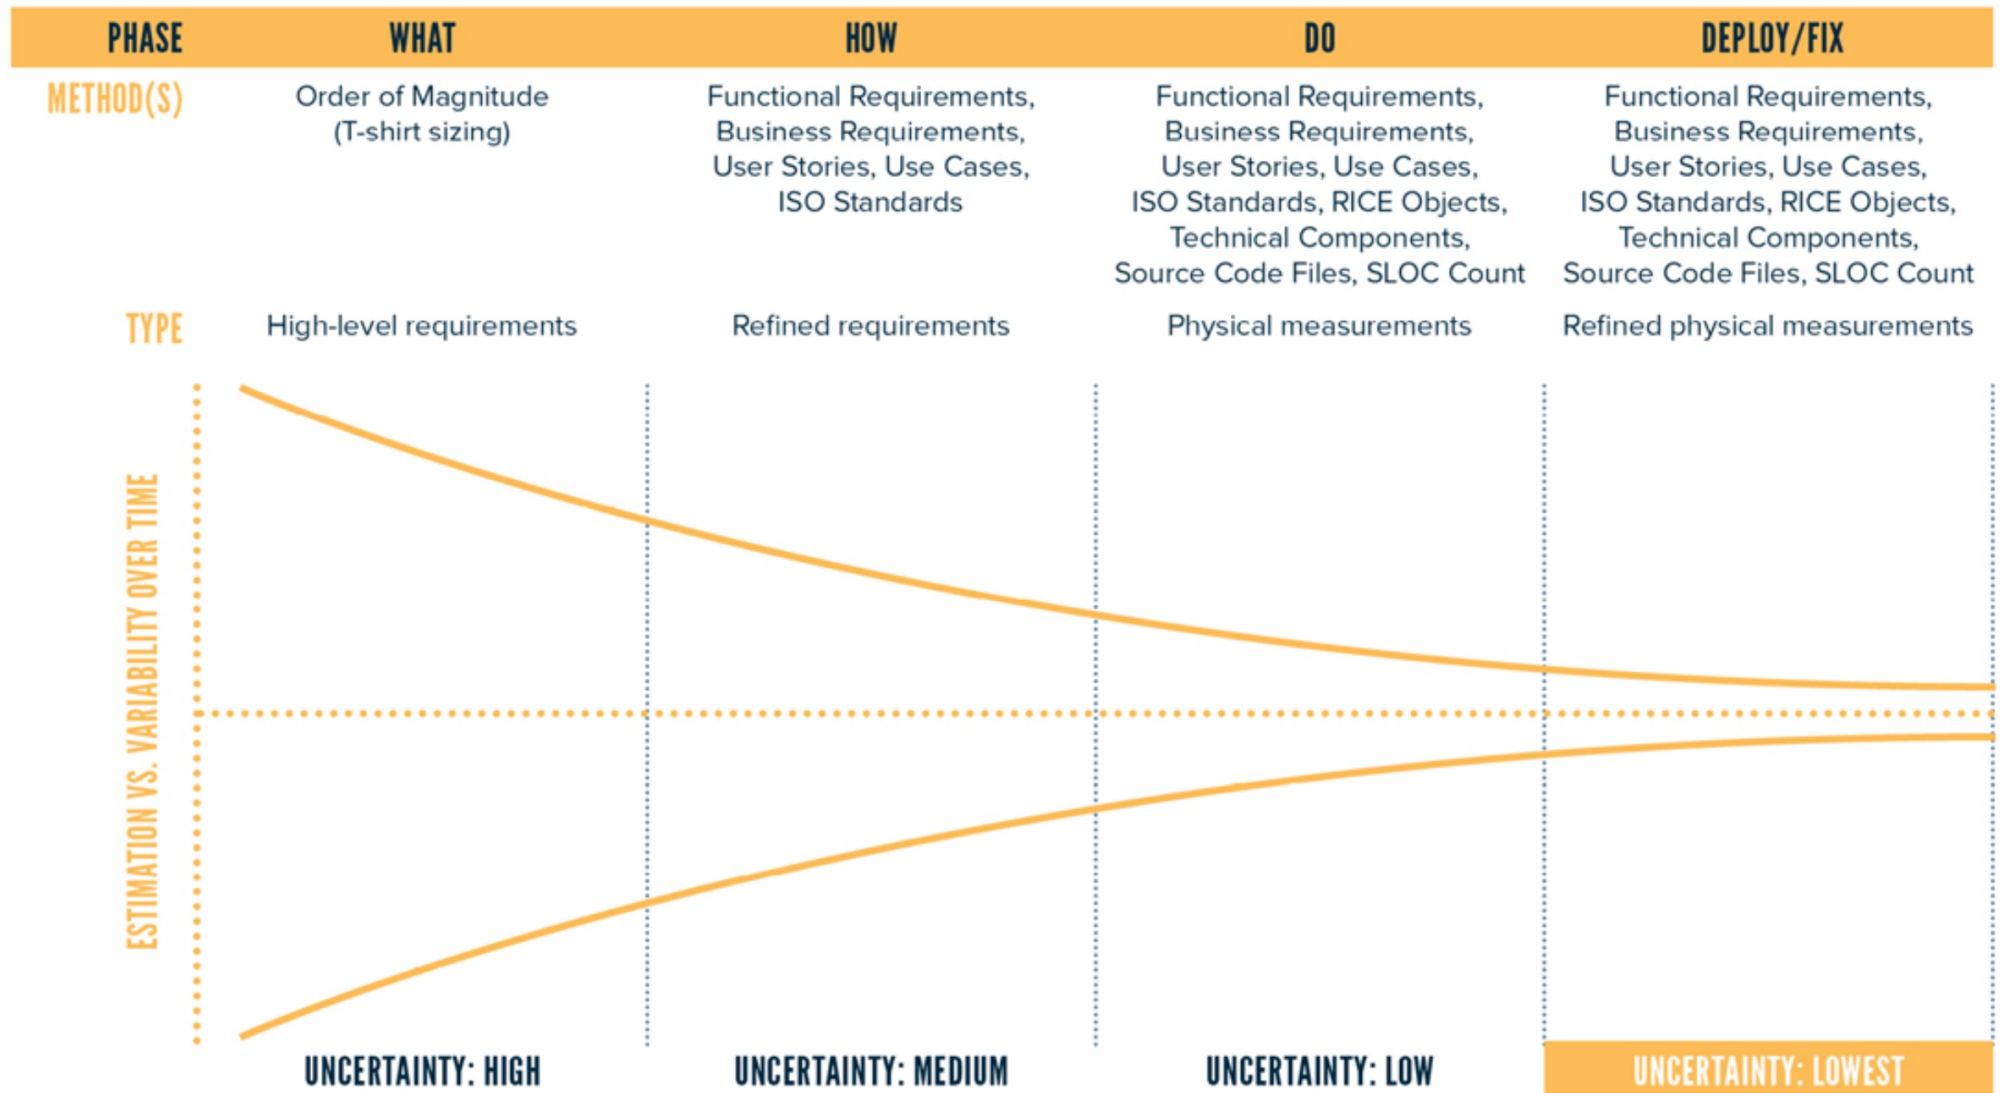 PHASE
WHAT
HOW
DO
DEPLOY/FIX
METHOD(S)
Order of Magnitude
(T-shirt sizing)
Functional Requirements,
Business Requirements,
User Stories, Use Cases,
ISO Standards
Functional Requirements,
Business Requirements,
User Stories, Use Cases,
ISO Standards, RICE Objects,
Technical Components,
Source Code Files, SLOC Count
Functional Requirements,
Business Requirements,
User Stories, Use Cases,
ISO Standards, RICE Objects,
Technical Components,
Source Code Files, SLOC Count
TYPE
High-level requirements
Refined requirements
Physical measurements
Refined physical measurements
ESTIMATION VS. VARIABILITY OVER TIME
UNCERTAINTY: HIGH
UNCERTAINTY: MEDIUM
UNCERTAINTY: LOW
UNCERTAINTY: LOWEST